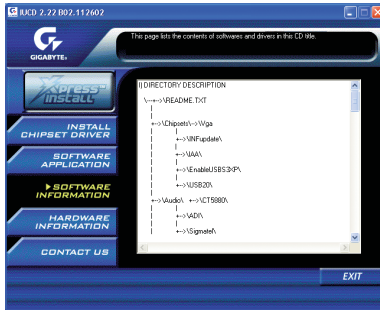 IUCD 2.22 B02.112602
GIGABYTE
This page lists the contents of softwares and drivers in this CD title.
Xpress
INSTALL
INSTALL
CHIPSET DRIVER
SOFTWARE
APPLICATION
SOFTWARE
INFORMATION
HARDWARE
INFORMATION
CONTACT US
I) DIRECTORY DESCRIPTION
\---+-->\README.TXT
|
+-->\Chipsets\-->Vga
| +-->\INFupdate\
| +-->\IAA\
| +-->\EnableUSBS3XP\
| +-->\USB20\
+-->\Audio\ +-->\CT5880\
| +-->\ADI\
| +-->\Sigmatel\
EXIT